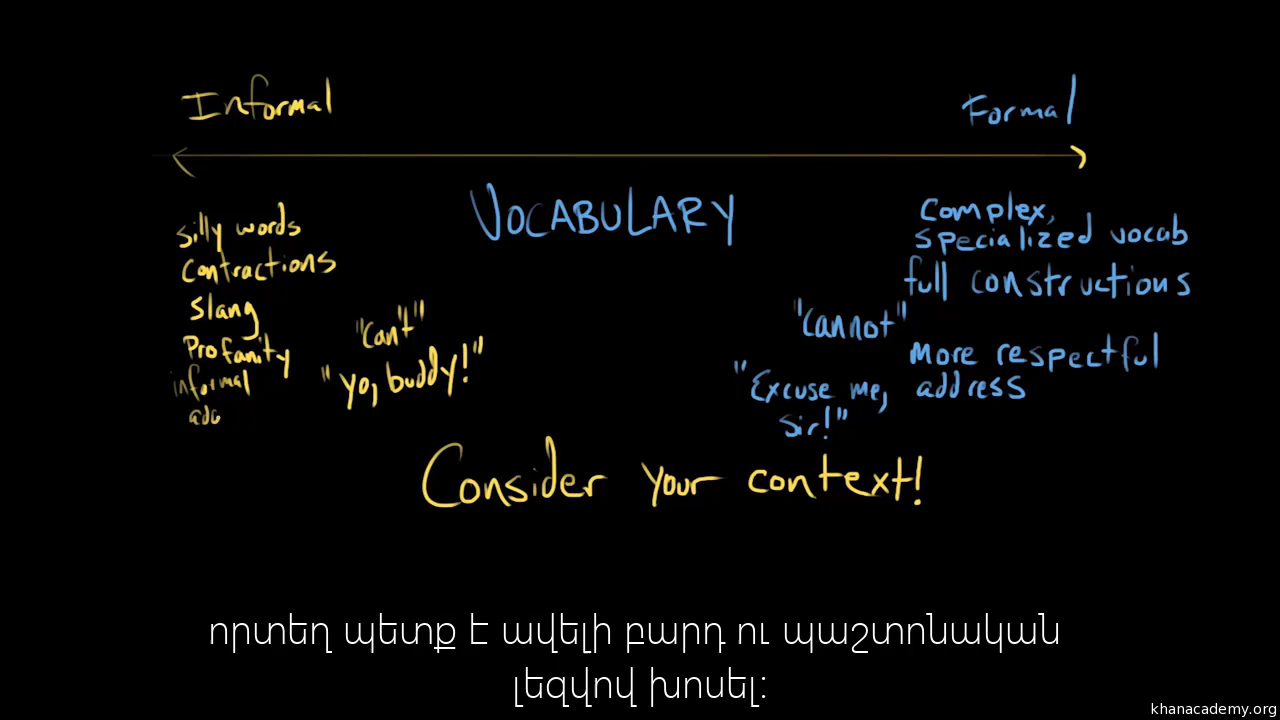 Informal
Formal
VOCABULARY
silly words
contractions
slang
Profanity
informal
"can't"
"yo, buddy!"
complex,
specialized vocab
full constructions
"cannot"
more respectful
address
"Excuse me,
sir!"
Consider your context!
որտեղ պետք է ավելի բարդ ու պաշտոնական
լեզվով խոսել:
khanacademy.org